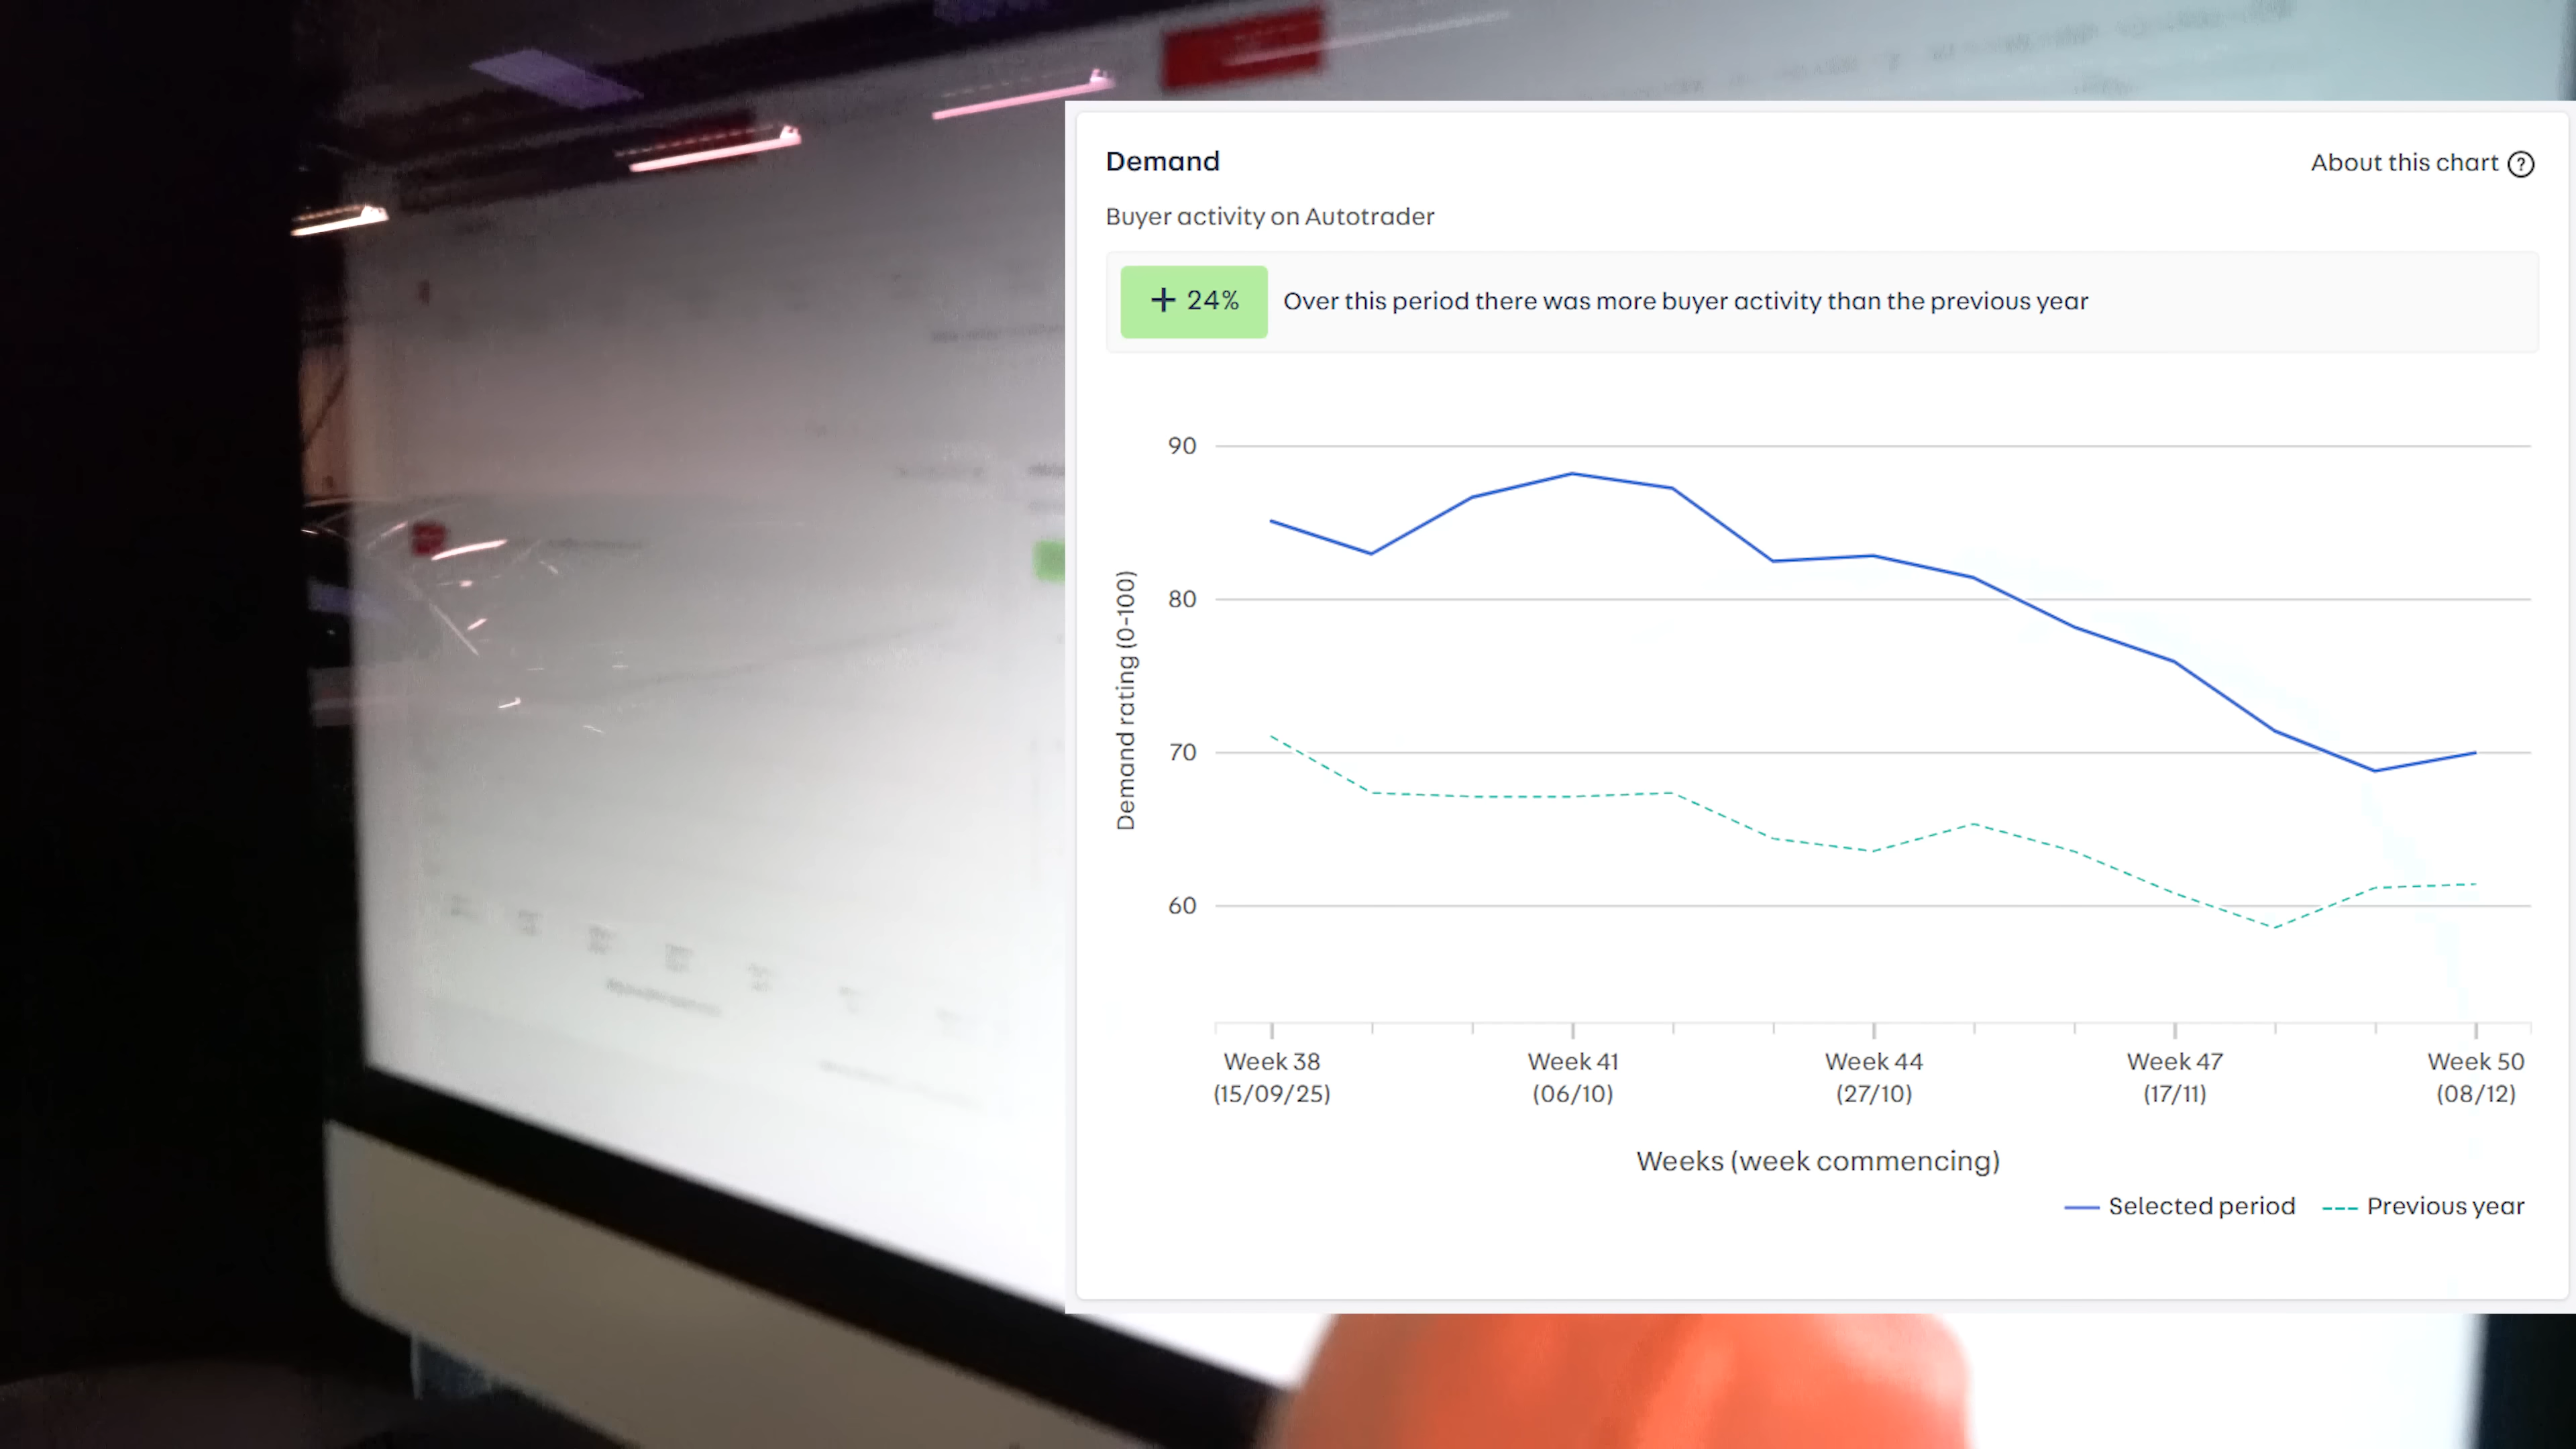 Demand
About this chart ?
Buyer activity on Autotrader
+ 24% Over this period there was more buyer activity than the previous year
90
80
70
60
Demand rating (0-100)
Week 38 Week 41 Week 44 Week 47 Week 50
(15/09/25) (06/10) (27/10) (17/11) (08/12)
Weeks (week commencing)
Selected period Previous year